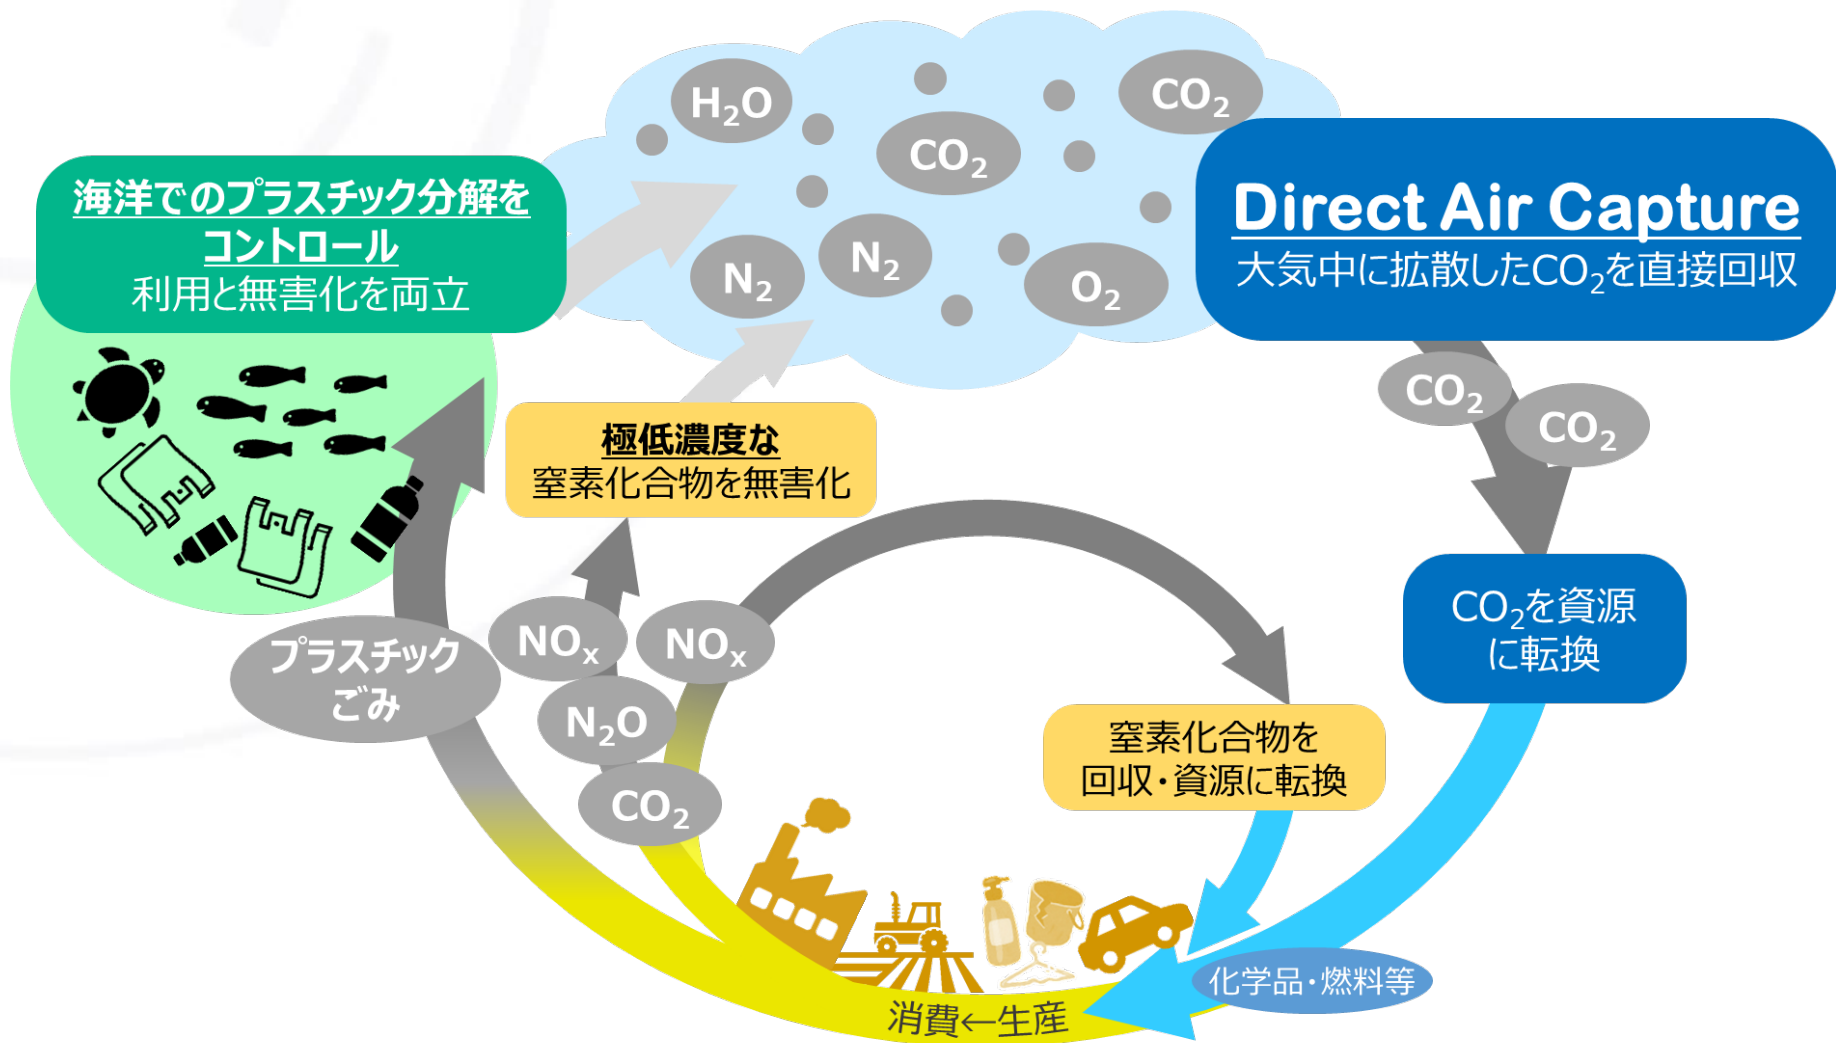 H₂O
CO₂
CO₂
N₂
N₂
O₂
海洋でのプラスチック分解を
コントロール
利用と無害化を両立
Direct Air Capture
大気中に拡散したCO₂を直接回収
CO₂
CO₂
極低濃度な
窒素化合物を無害化
プラスチック
ごみ
NOₓ
NOₓ
N₂O
CO₂
CO₂を資源
に転換
窒素化合物を
回収・資源に転換
化学品・燃料等
消費←生産